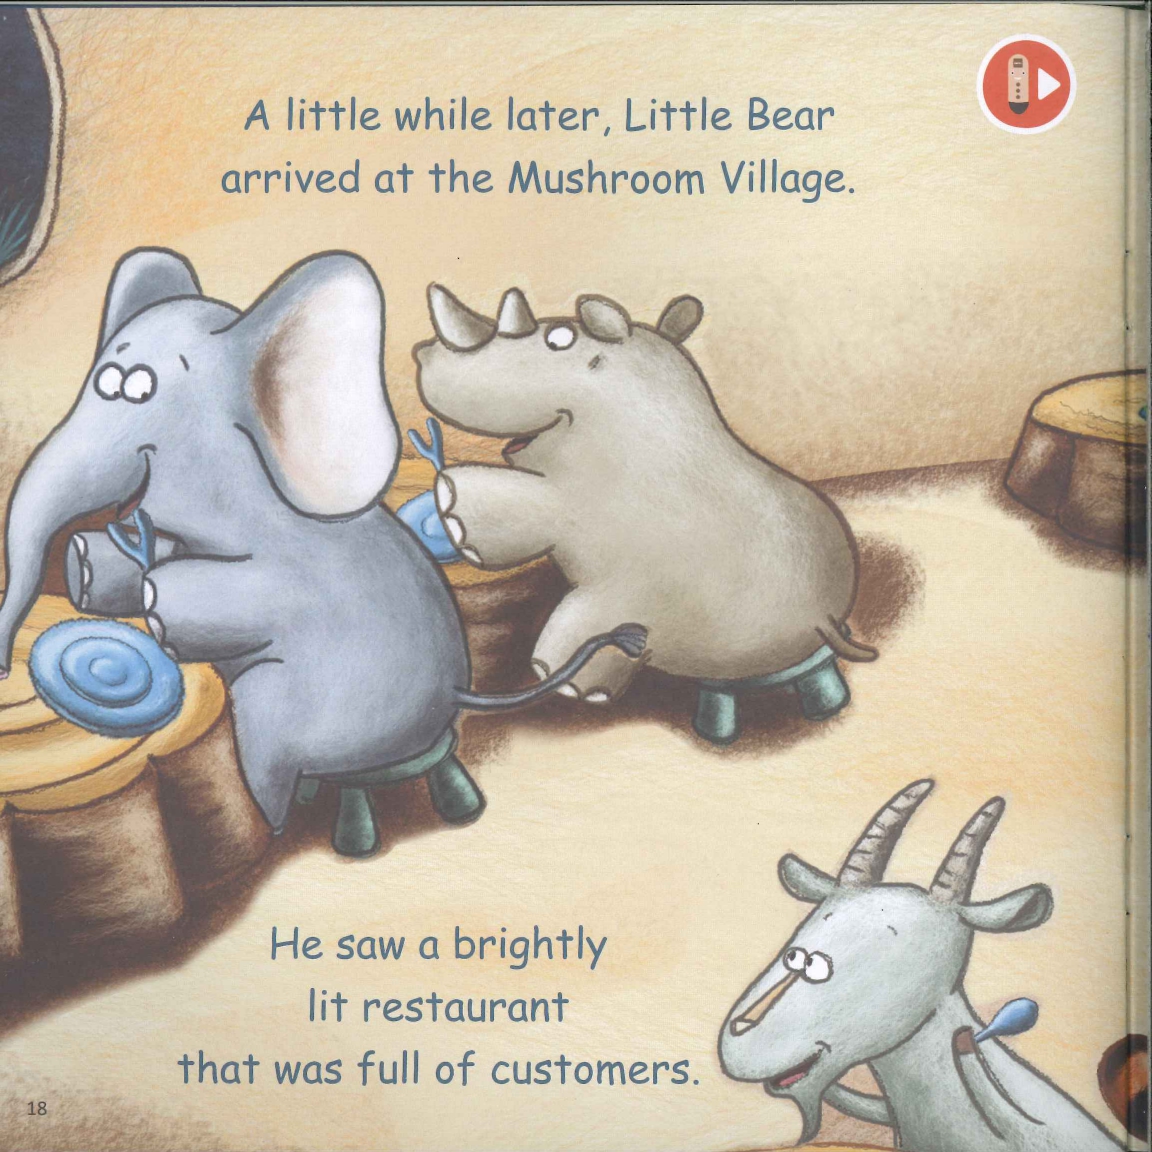 A little while later, Little Bear
arrived at the Mushroom Village.
He saw a brightly
lit restaurant
that was full of customers.
18